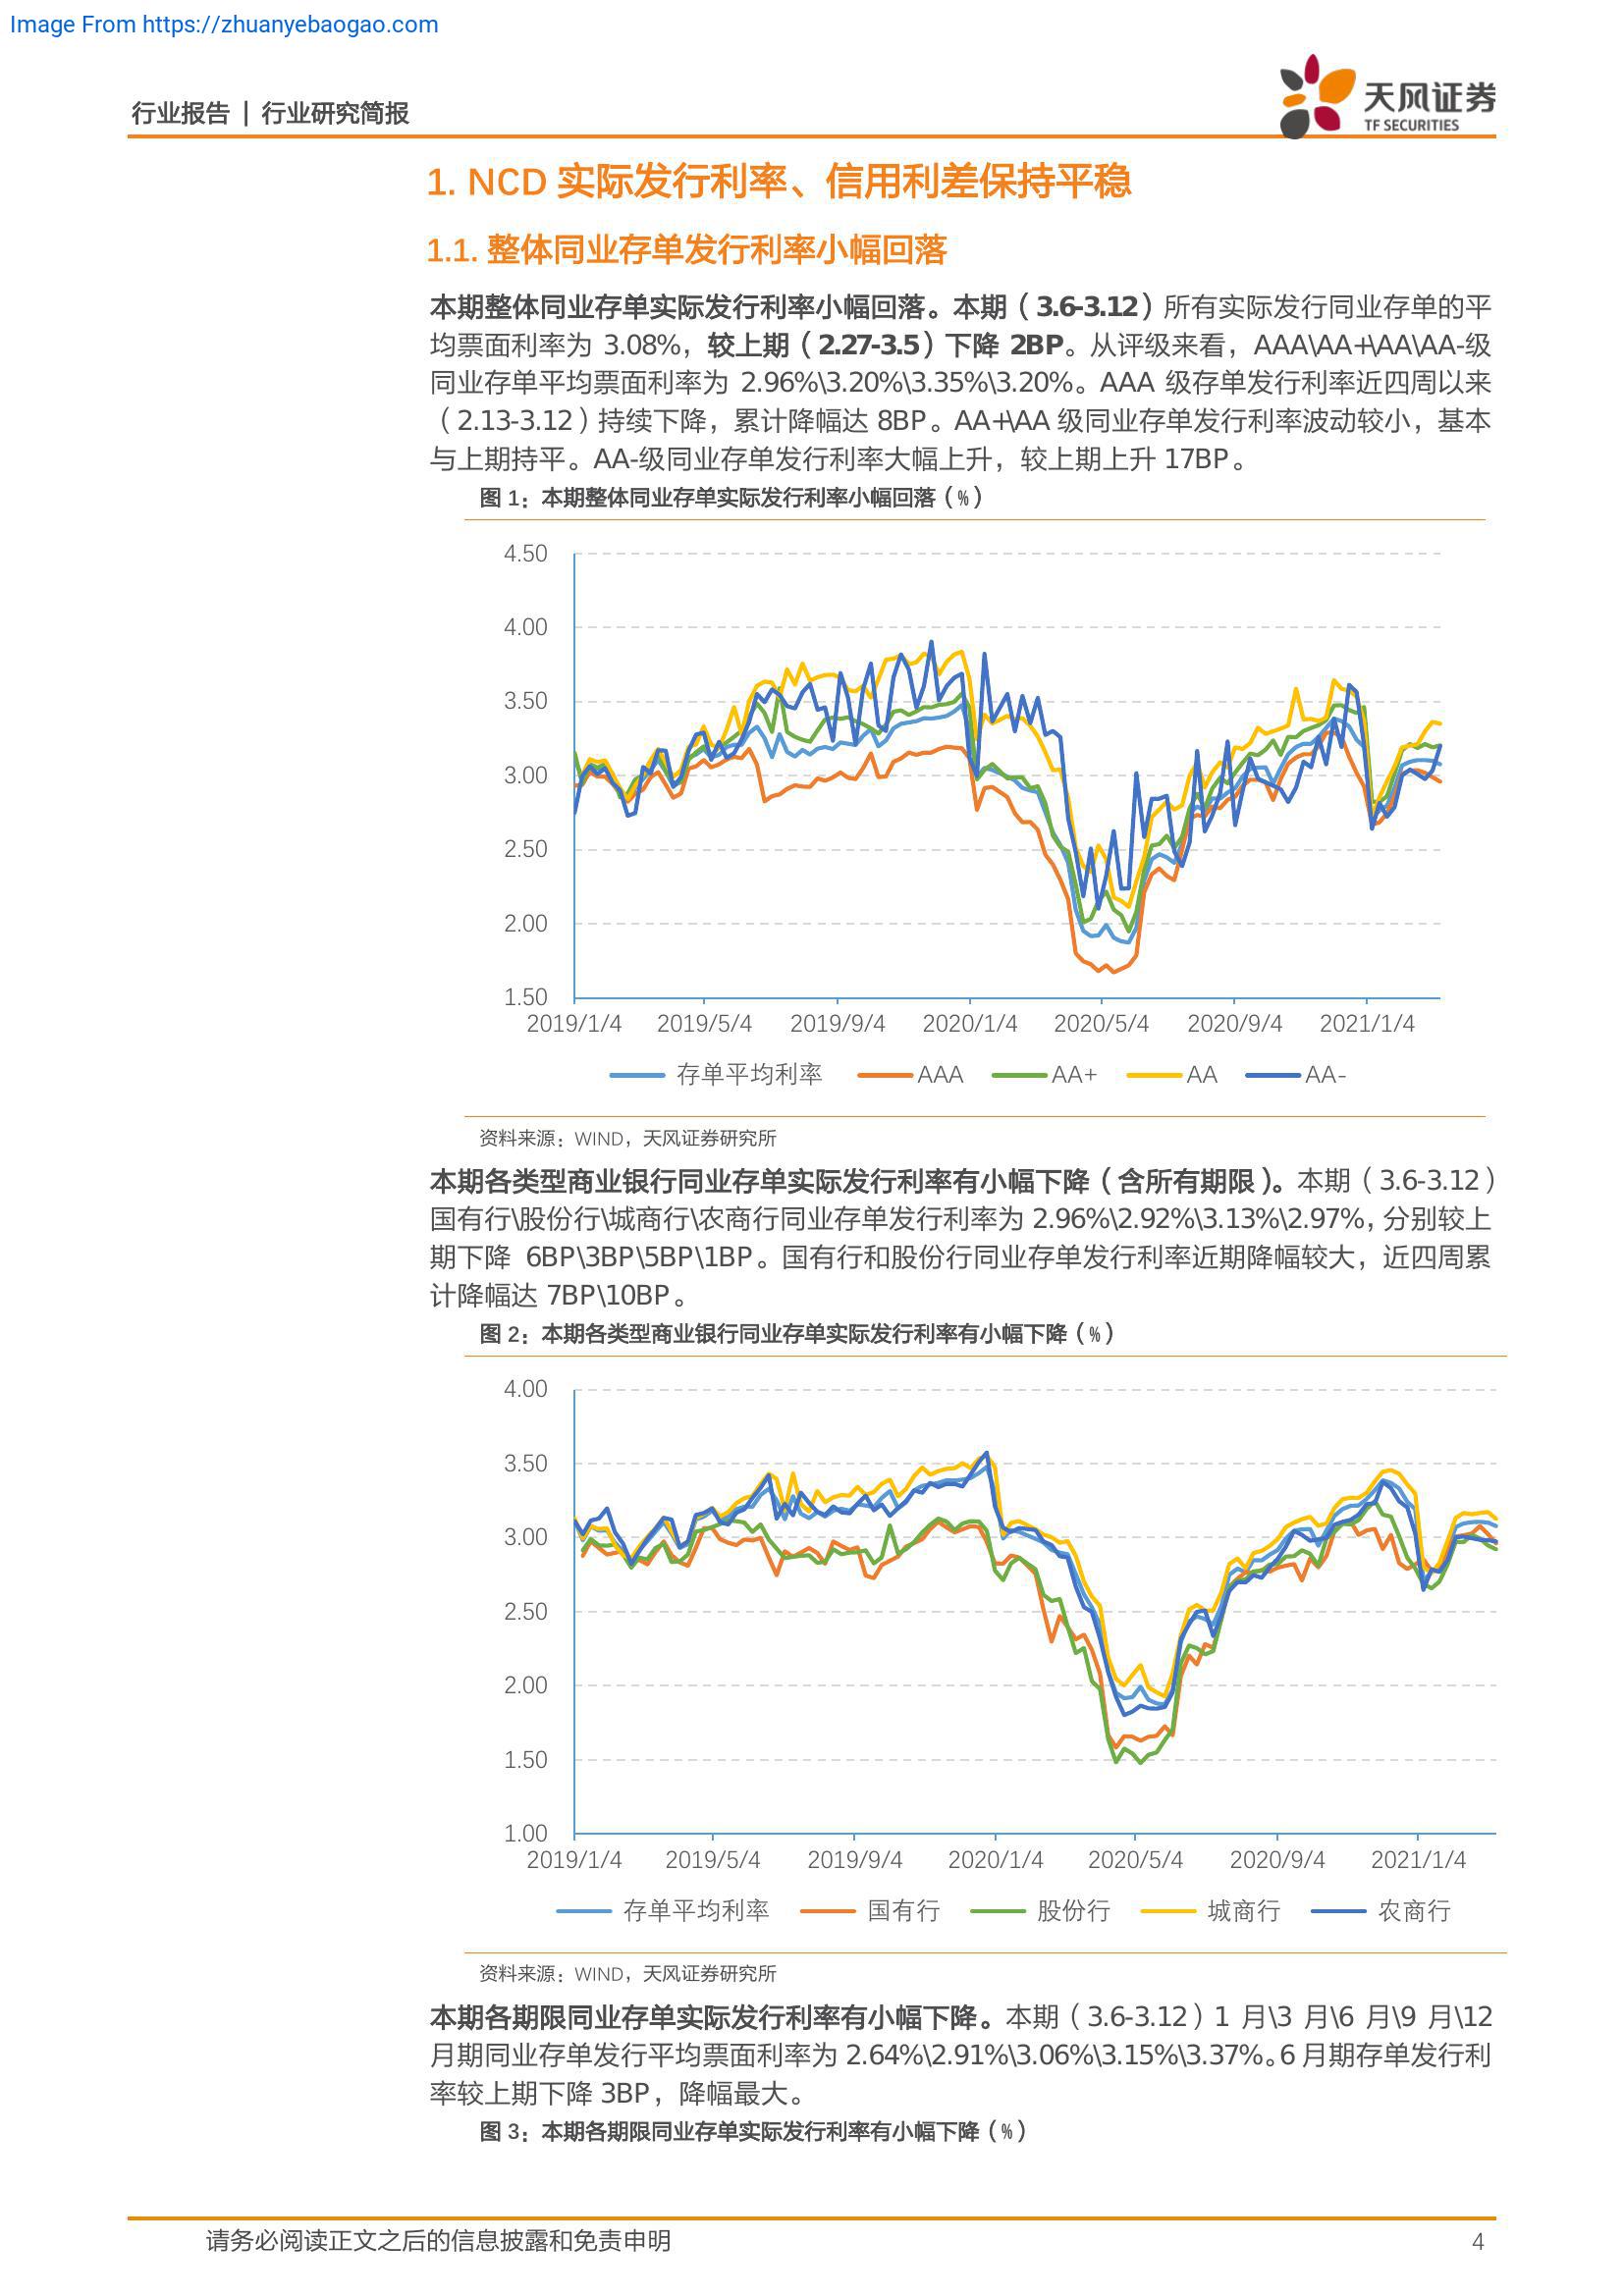 Image From https://zhuanyebaogao.com
行业报告 | 行业研究简报
天风证券
TF SECURITIES
1. NCD 实际发行利率、信用利差保持平稳
1.1. 整体同业存单发行利率小幅回落
本期整体同业存单实际发行利率小幅回落。本期（3.6-3.12）所有实际发行同业存单的平
均票面利率为 3.08%，较上期（2.27-3.5）下降 2BP。从评级来看，AAA\AA+\AA\AA-级
同业存单平均票面利率为 2.96%\3.20%\3.35%\3.20%。AAA 级存单发行利率近四周以来
（2.13-3.12）持续下降，累计降幅达 8BP。AA+\AA 级同业存单发行利率波动较小，基本
与上期持平。AA-级同业存单发行利率大幅上升，较上期上升 17BP。
图 1：本期整体同业存单实际发行利率小幅回落（%）
4.50
4.00
3.50
3.00
2.50
2.00
1.50
2019/1/4 2019/5/4 2019/9/4 2020/1/4 2020/5/4 2020/9/4 2021/1/4
存单平均利率 AAA AA+ AA AA-
资料来源：WIND，天风证券研究所
本期各类型商业银行同业存单实际发行利率有小幅下降（含所有期限）。本期（3.6-3.12）
国有行\股份行\城商行\农商行同业存单发行利率为 2.96%\2.92%\3.13%\2.97%，分别较上
期下降 6BP\3BP\5BP\1BP。国有行和股份行同业存单发行利率近期降幅较大，近四周累
计降幅达 7BP\10BP。
图 2：本期各类型商业银行同业存单实际发行利率有小幅下降（%）
4.00
3.50
3.00
2.50
2.00
1.50
1.00
2019/1/4 2019/5/4 2019/9/4 2020/1/4 2020/5/4 2020/9/4 2021/1/4
存单平均利率 国有行 股份行 城商行 农商行
资料来源：WIND，天风证券研究所
本期各期限同业存单实际发行利率有小幅下降。本期（3.6-3.12）1 月\3 月\6 月\9 月\12
月期同业存单发行平均票面利率为 2.64%\2.91%\3.06%\3.15%\3.37%。6 月期存单发行利
率较上期下降 3BP，降幅最大。
图 3：本期各期限同业存单实际发行利率有小幅下降（%）
请务必阅读正文之后的信息披露和免责申明 4